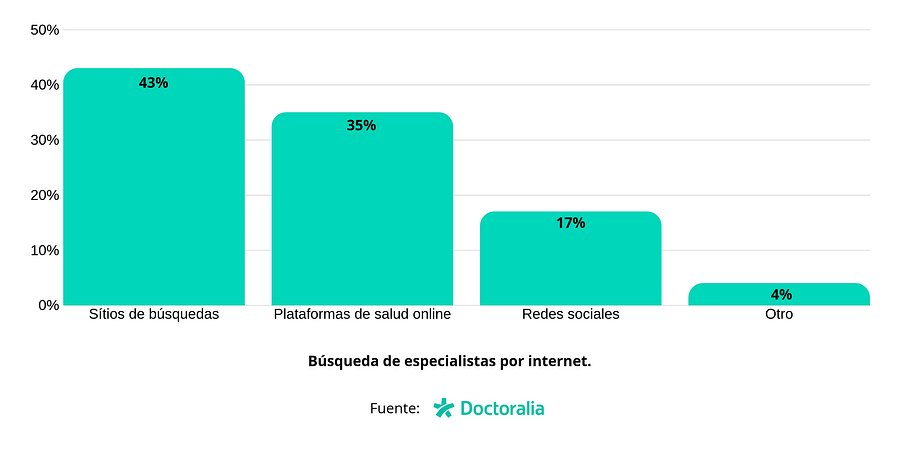 50%
40%
30%
20%
10%
0%
43%
35%
17%
4%
Sítios de búsquedas
Plataformas de salud online
Redes sociales
Otro
Búsqueda de especialistas por internet.
Fuente: Doctoralia